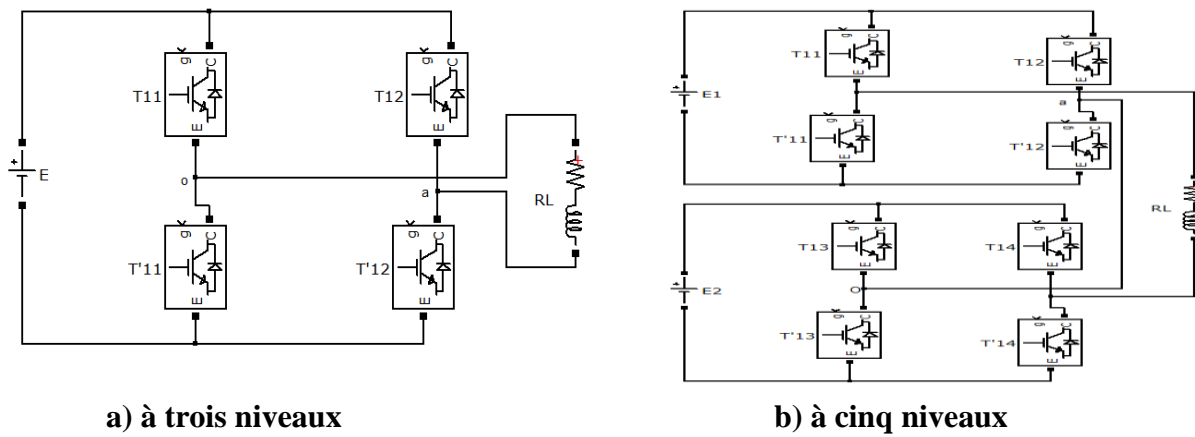 g C g C g C g C
T11 T12 T11 T12
E E E E
+ E + E1
o a a
g C g C g C g C
T'11 T'12 T'11 T'12
E E E E
+ RL RL
g C g C
T13 T14
E E
+ E2 O
g C g C
T'13 T'14
E E
a) à trois niveaux b) à cinq niveaux